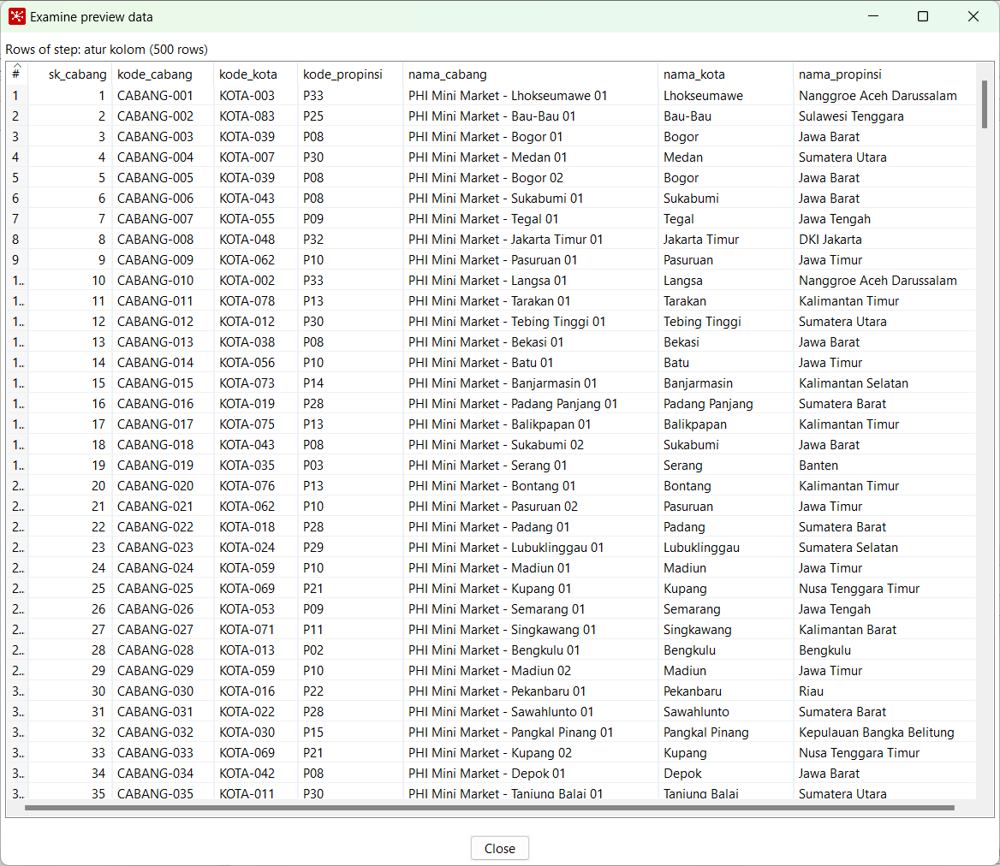 Examine preview data
Rows of step: atur kolom (500 rows)
# sk_cabang kode_cabang kode_kota kode_propinsi nama_cabang nama_kota nama_propinsi
1 1 CABANG-001 KOTA-003 P33 PHI Mini Market - Lhokseumawe 01 Lhokseumawe Nanggroe Aceh Darussalam
2 2 CABANG-002 KOTA-083 P25 PHI Mini Market - Bau-Bau 01 Bau-Bau Sulawesi Tenggara
3 3 CABANG-003 KOTA-039 P08 PHI Mini Market - Bogor 01 Bogor Jawa Barat
4 4 CABANG-004 KOTA-007 P30 PHI Mini Market - Medan 01 Medan Sumatera Utara
5 5 CABANG-005 KOTA-039 P08 PHI Mini Market - Bogor 02 Bogor Jawa Barat
6 6 CABANG-006 KOTA-043 P08 PHI Mini Market - Sukabumi 01 Sukabumi Jawa Barat
7 7 CABANG-007 KOTA-055 P09 PHI Mini Market - Tegal 01 Tegal Jawa Tengah
8 8 CABANG-008 KOTA-048 P32 PHI Mini Market - Jakarta Timur 01 Jakarta Timur DKI Jakarta
9 9 CABANG-009 KOTA-062 P10 PHI Mini Market - Pasuruan 01 Pasuruan Jawa Timur
1.. 10 CABANG-010 KOTA-002 P33 PHI Mini Market - Langsa 01 Langsa Nanggroe Aceh Darussalam
1.. 11 CABANG-011 KOTA-078 P13 PHI Mini Market - Tarakan 01 Tarakan Kalimantan Timur
1.. 12 CABANG-012 KOTA-012 P30 PHI Mini Market - Tebing Tinggi 01 Tebing Tinggi Sumatera Utara
1.. 13 CABANG-013 KOTA-038 P08 PHI Mini Market - Bekasi 01 Bekasi Jawa Barat
1.. 14 CABANG-014 KOTA-056 P10 PHI Mini Market - Batu 01 Batu Jawa Timur
1.. 15 CABANG-015 KOTA-073 P14 PHI Mini Market - Banjarmasin 01 Banjarmasin Kalimantan Selatan
1.. 16 CABANG-016 KOTA-019 P28 PHI Mini Market - Padang Panjang 01 Padang Panjang Sumatera Barat
1.. 17 CABANG-017 KOTA-075 P13 PHI Mini Market - Balikpapan 01 Balikpapan Kalimantan Timur
1.. 18 CABANG-018 KOTA-043 P08 PHI Mini Market - Sukabumi 02 Sukabumi Jawa Barat
1.. 19 CABANG-019 KOTA-035 P03 PHI Mini Market - Serang 01 Serang Banten
2.. 20 CABANG-020 KOTA-076 P13 PHI Mini Market - Bontang 01 Bontang Kalimantan Timur
2.. 21 CABANG-021 KOTA-062 P10 PHI Mini Market - Pasuruan 02 Pasuruan Jawa Timur
2.. 22 CABANG-022 KOTA-018 P28 PHI Mini Market - Padang 01 Padang Sumatera Barat
2.. 23 CABANG-023 KOTA-024 P29 PHI Mini Market - Lubuklinggau 01 Lubuklinggau Sumatera Selatan
2.. 24 CABANG-024 KOTA-059 P10 PHI Mini Market - Madiun 01 Madiun Jawa Timur
2.. 25 CABANG-025 KOTA-069 P21 PHI Mini Market - Kupang 01 Kupang Nusa Tenggara Timur
2.. 26 CABANG-026 KOTA-053 P09 PHI Mini Market - Semarang 01 Semarang Jawa Tengah
2.. 27 CABANG-027 KOTA-071 P11 PHI Mini Market - Singkawang 01 Singkawang Kalimantan Barat
2.. 28 CABANG-028 KOTA-013 P02 PHI Mini Market - Bengkulu 01 Bengkulu Bengkulu
2.. 29 CABANG-029 KOTA-059 P10 PHI Mini Market - Madiun 02 Madiun Jawa Timur
3.. 30 CABANG-030 KOTA-016 P22 PHI Mini Market - Pekanbaru 01 Pekanbaru Riau
3.. 31 CABANG-031 KOTA-022 P28 PHI Mini Market - Sawahlunto 01 Sawahlunto Sumatera Barat
3.. 32 CABANG-032 KOTA-030 P15 PHI Mini Market - Pangkal Pinang 01 Pangkal Pinang Kepulauan Bangka Belitung
3.. 33 CABANG-033 KOTA-069 P21 PHI Mini Market - Kupang 02 Kupang Nusa Tenggara Timur
3.. 34 CABANG-034 KOTA-042 P08 PHI Mini Market - Depok 01 Depok Jawa Barat
3.. 35 CABANG-035 KOTA-011 P30 PHI Mini Market - Tanjung Balai 01 Tanjung Balai Sumatera Utara
Close